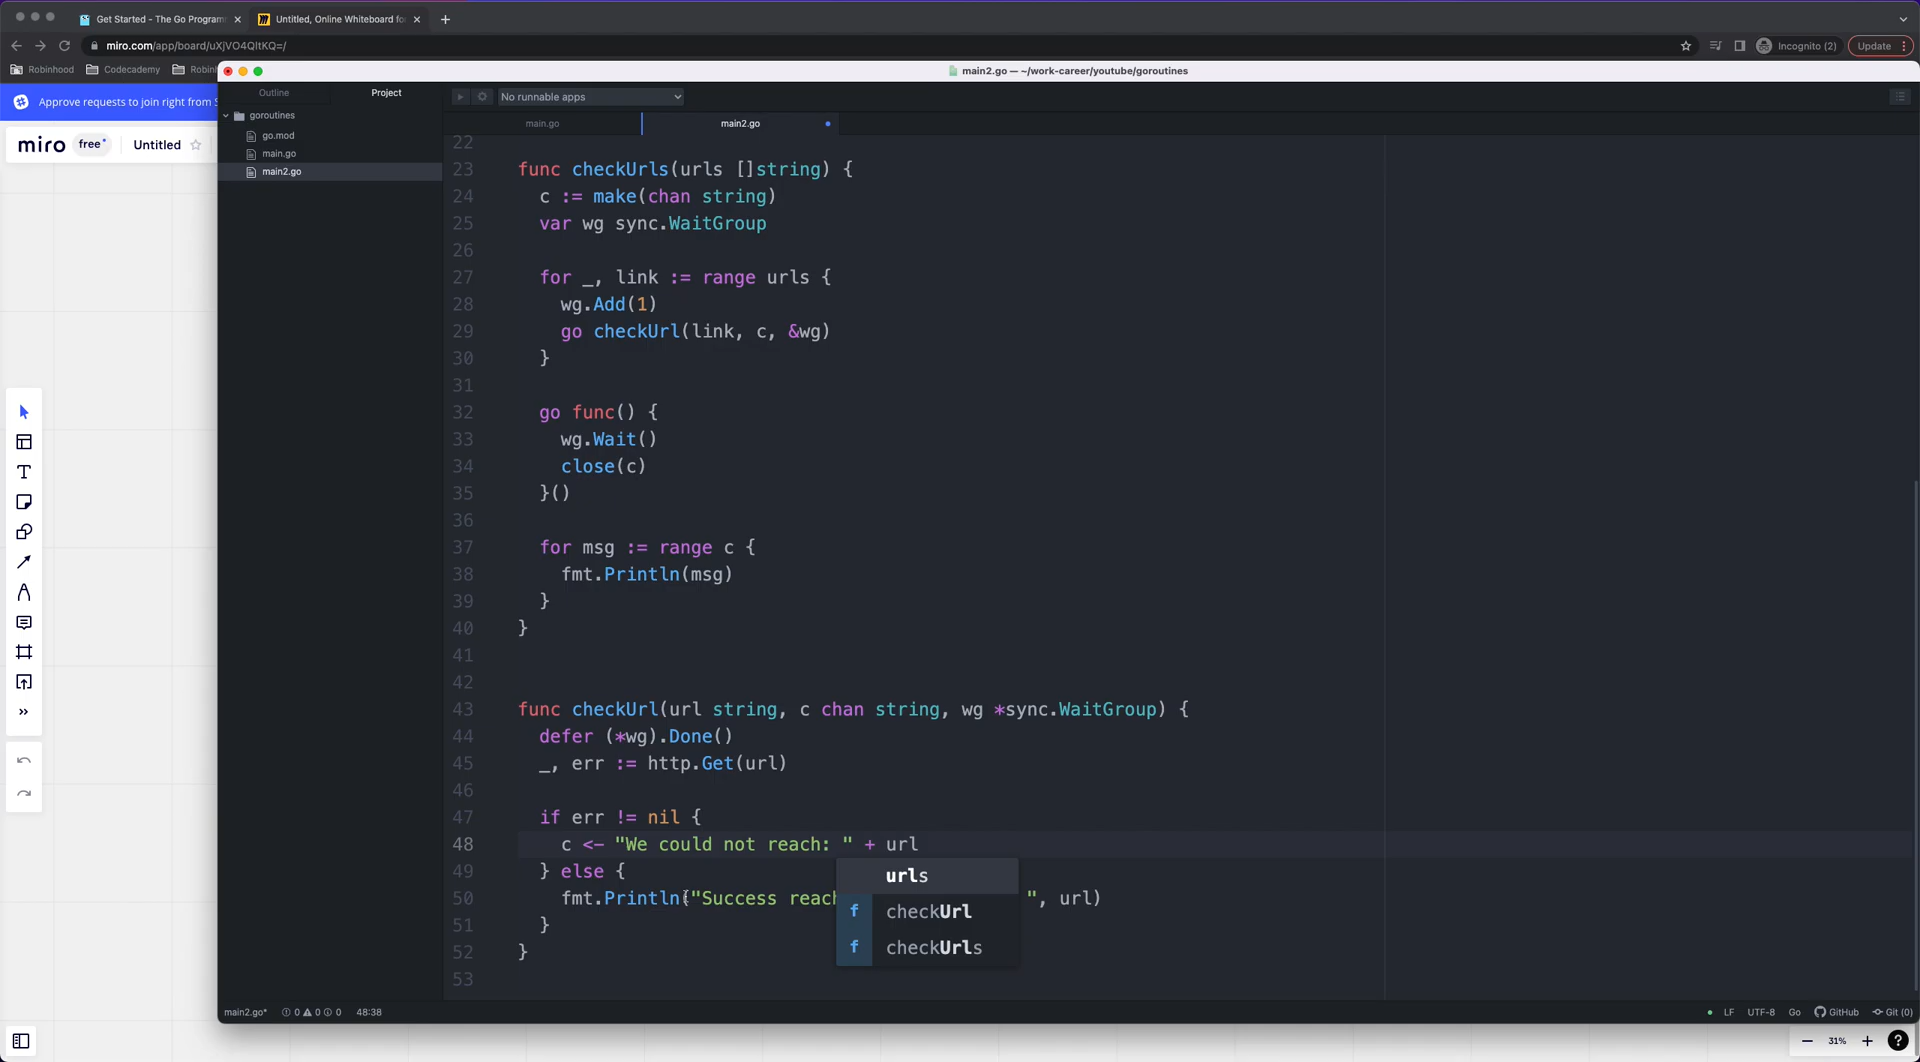 Get Started - The Go Program
Untitled, Online Whiteboard for
miro.com/app/board/uXjVO4QItKQ=/
Incognito (2)
Update
Robinhood
Codecademy
Robin
main2.go — ~/work-career/youtube/goroutines
Approve requests to join right from S
Outline
Project
No runnable apps
goroutines
go.mod
main.go
main2.go
miro
free
Untitled
main.go
main2.go
22
23 func checkUrls(urls []string) {
24 c := make(chan string)
25 var wg sync.WaitGroup
26
27 for _, link := range urls {
28 wg.Add(1)
29 go checkUrl(link, c, &wg)
30 }
31
32 go func() {
33 wg.Wait()
34 close(c)
35 }()
36
37 for msg := range c {
38 fmt.Println(msg)
39 }
40 }
41
42
43 func checkUrl(url string, c chan string, wg *sync.WaitGroup) {
44 defer (*wg).Done()
45 _, err := http.Get(url)
46
47 if err != nil {
48 c <- "We could not reach: " + url
49 } else {
50 fmt.Println("Success reach ", url)
51 }
52 }
53
urls
f checkUrl
f checkUrls
main2.go*
0 0 0
48:38
LF
UTF-8
Go
GitHub
Git (0)
31%